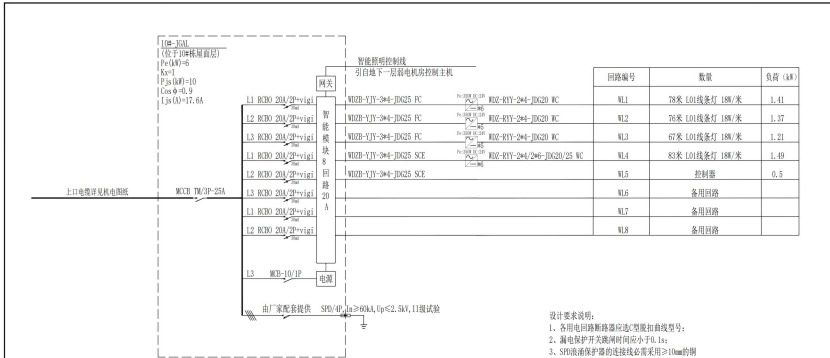 10#-JGAL
(位于10#栋屋面层)
Pe(kW)=6
Kx=1
Pjs(kW)=10
Cosφ=0.9
Ijs(A)=17.6A
智能照明控制线
引自地下一层弱电机房控制主机
网关
智能模块8回路20A
电源
上口电缆详见机电图纸
MCCB TM/3P-25A
L1 RCBO 20A/2P+vigi 30mA WDZB-YJY-3*4-JDG25 FC WDZ-RYY-2*4-JDG20 WC
L2 RCBO 20A/2P+vigi 30mA WDZB-YJY-3*4-JDG25 FC WDZ-RYY-2*4-JDG20 WC
L3 RCBO 20A/2P+vigi 30mA WDZB-YJY-3*4-JDG25 FC WDZ-RYY-2*4-JDG20 WC
L1 RCBO 20A/2P+vigi 30mA WDZB-YJY-3*4-JDG25 SCE WDZ-RYY-2*4/2*6-JDG20/25 WC
L2 RCBO 20A/2P+vigi 30mA WDZB-YJY-3*4-JDG25 SCE
L3 RCBO 20A/2P+vigi 30mA
L1 RCBO 20A/2P+vigi 30mA
L2 RCBO 20A/2P+vigi 30mA
L3 MCB-10/1P
由厂家配套提供 SPD/4P,In≥60kA,Up≤2.5kV,II级试验
回路编号 数量 负荷（kW）
WL1 78米 L01线条灯 18W/米 1.41
WL2 76米 L01线条灯 18W/米 1.37
WL3 67米 L01线条灯 18W/米 1.21
WL4 83米 L01线条灯 18W/米 1.49
WL5 控制器 0.5
WL6 备用回路
WL7 备用回路
WL8 备用回路
设计要求说明：
1、各用电回路断路器应选C型脱扣曲线型号；
2、漏电保护开关跳闸时间应小于0.1s；
3、SPD浪涌保护器的连接线必需采用≥10mm的铜